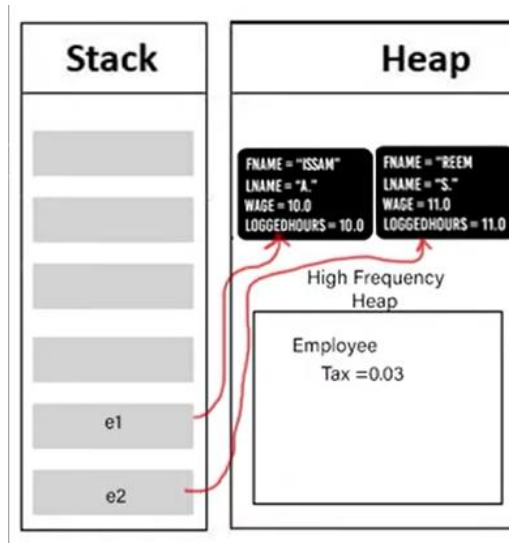 Stack
Heap
FNAME = "ISSAM"
LNAME = "A."
WAGE = 10.0
LOGGEDHOURS = 10.0
FNAME = "REEM
LNAME = "S."
WAGE = 11.0
LOGGEDHOURS = 11.0
High Frequency
Heap
Employee
Tax =0.03
e1
e2